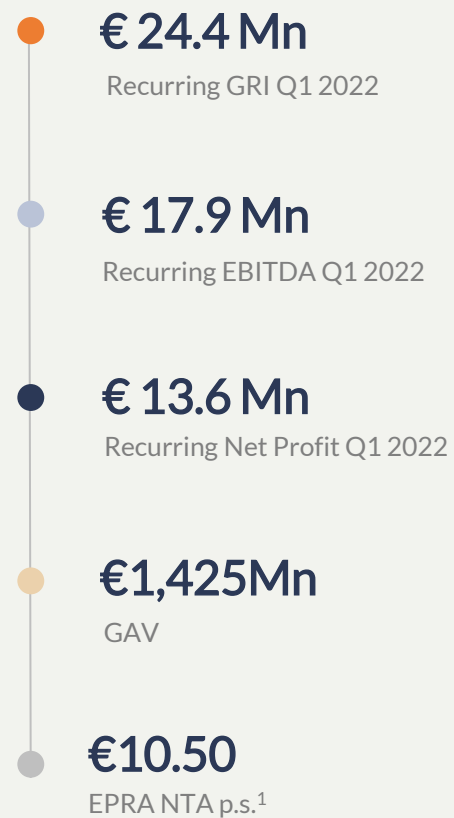 € 24.4 Mn
Recurring GRI Q1 2022
€ 17.9 Mn
Recurring EBITDA Q1 2022
€ 13.6 Mn
Recurring Net Profit Q1 2022
€1,425Mn
GAV
€10.50
EPRA NTA p.s.¹